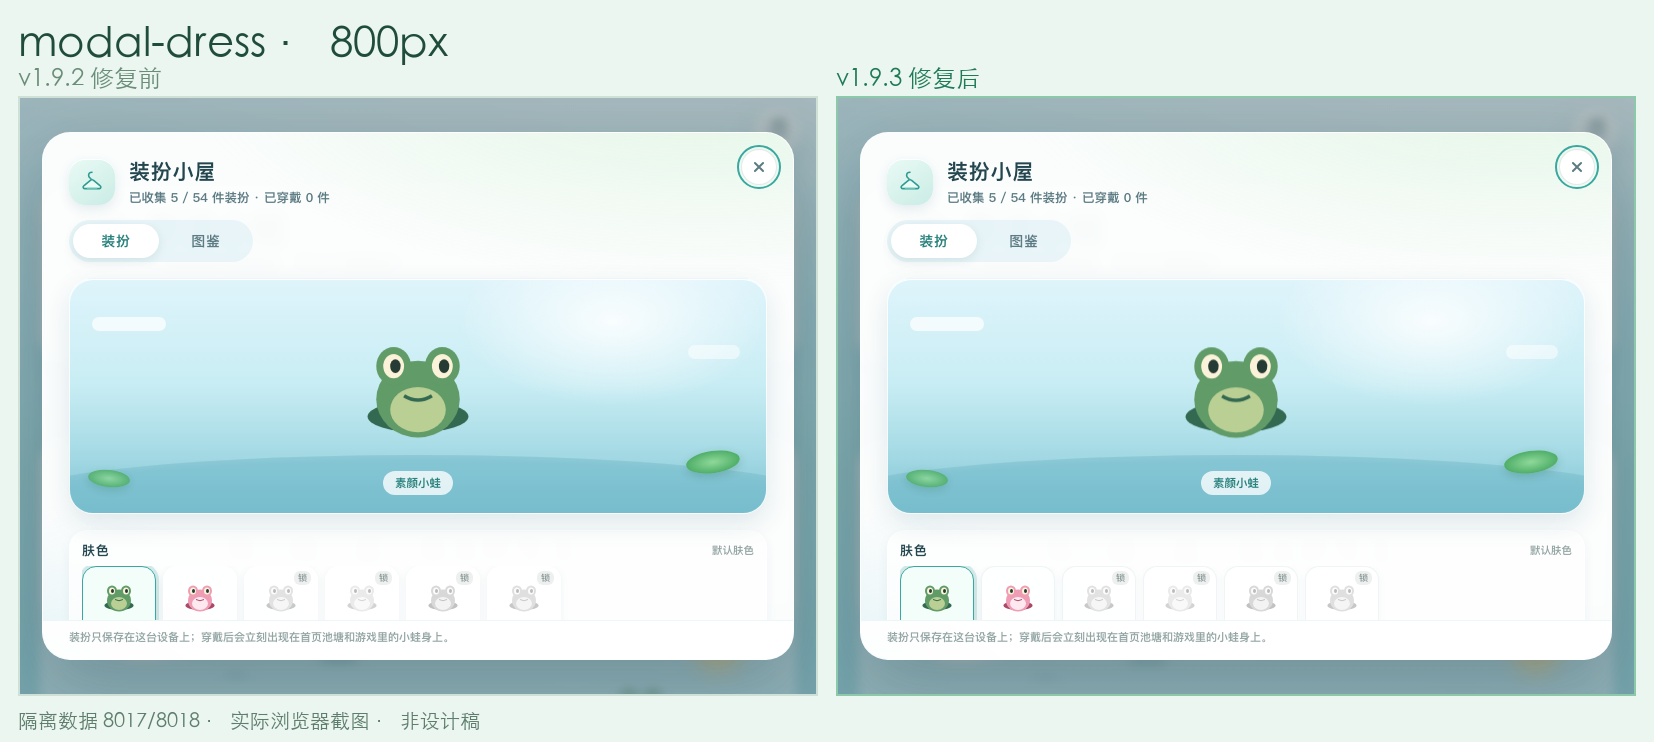 modal-dress · 800px
v1.9.2 修复前
v1.9.3 修复后
装扮小屋
已收集 5 / 54 件装扮 · 已穿戴 0 件
装扮 图鉴
素颜小蛙
肤色 默认肤色
锁 锁 锁 锁
装扮只保存在这台设备上；穿戴后会立刻出现在首页池塘和游戏里的小蛙身上。
装扮小屋
已收集 5 / 54 件装扮 · 已穿戴 0 件
装扮 图鉴
素颜小蛙
肤色 默认肤色
锁 锁 锁 锁
装扮只保存在这台设备上；穿戴后会立刻出现在首页池塘和游戏里的小蛙身上。
隔离数据 8017/8018 · 实际浏览器截图 · 非设计稿